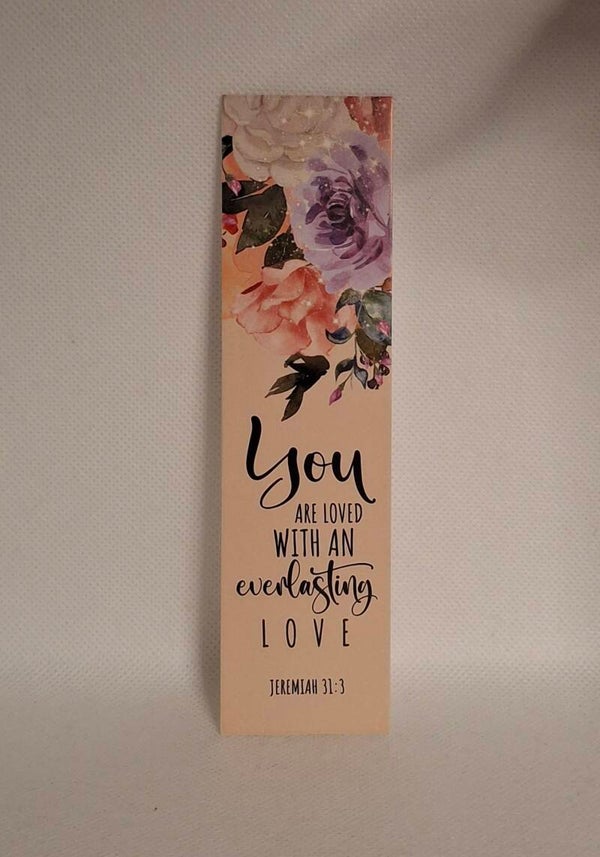 You
ARE LOVED
WITH AN
everlasting
LOVE
JEREMIAH 31:3